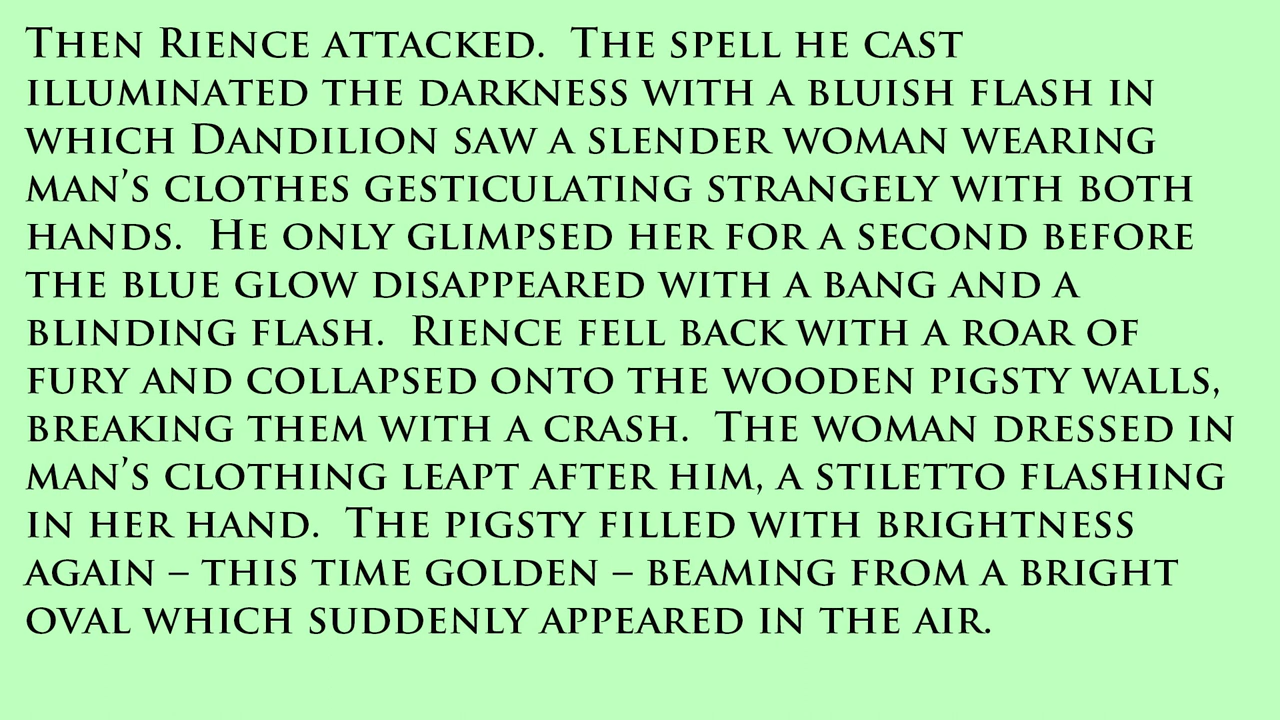 Then Rience attacked.  The spell he cast
illuminated the darkness with a bluish flash in
which Dandilion saw a slender woman wearing
man’s clothes gesticulating strangely with both
hands.  He only glimpsed her for a second before
the blue glow disappeared with a bang and a
blinding flash.  Rience fell back with a roar of
fury and collapsed onto the wooden pigsty walls,
breaking them with a crash.  The woman dressed in
man’s clothing leapt after him, a stiletto flashing
in her hand.  The pigsty filled with brightness
again – this time golden – beaming from a bright
oval which suddenly appeared in the air.